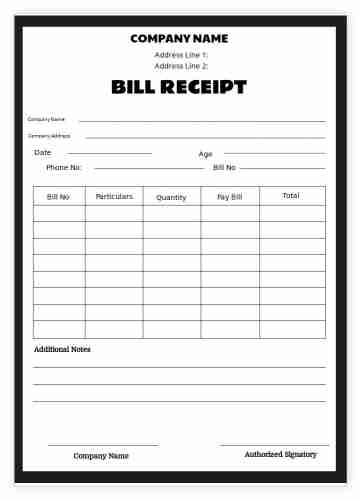 COMPANY NAME
Address Line 1:
Address Line 2:
BILL RECEIPT
Company Name:
Company Address:
Date Age
Phone No: Bill No
Bill No Particulars Quantity Pay Bill Total
Additional Notes
Company Name Authorized Signatory